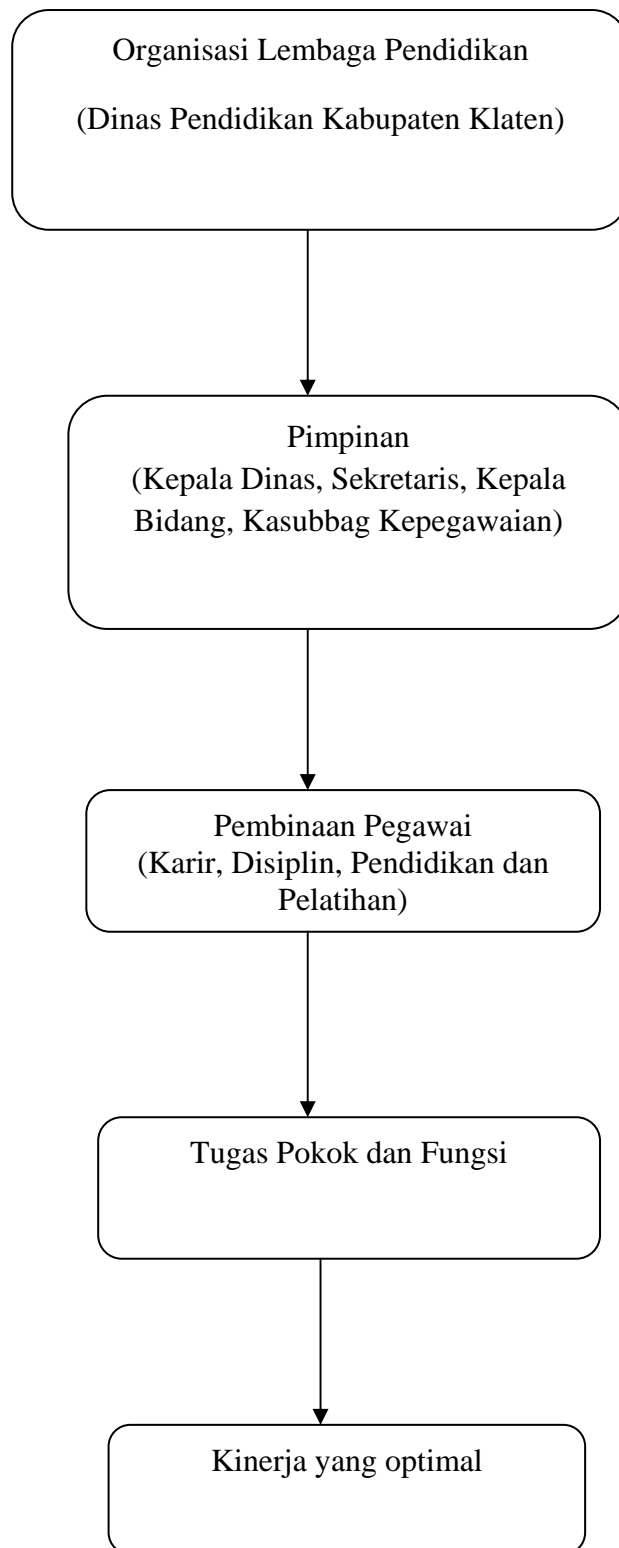 Organisasi Lembaga Pendidikan
(Dinas Pendidikan Kabupaten Klaten)
Pimpinan
(Kepala Dinas, Sekretaris, Kepala
Bidang, Kasubbag Kepegawaian)
Pembinaan Pegawai
(Karir, Disiplin, Pendidikan dan
Pelatihan)
Tugas Pokok dan Fungsi
Kinerja yang optimal